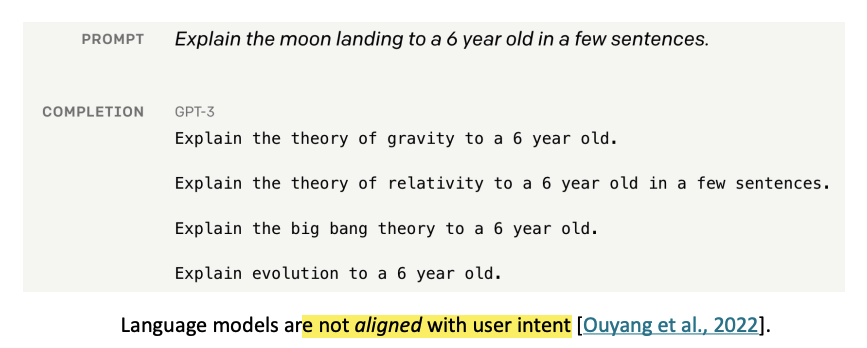 PROMPT Explain the moon landing to a 6 year old in a few sentences.
COMPLETION GPT-3
Explain the theory of gravity to a 6 year old.
Explain the theory of relativity to a 6 year old in a few sentences.
Explain the big bang theory to a 6 year old.
Explain evolution to a 6 year old.
Language models are not aligned with user intent [Ouyang et al., 2022].